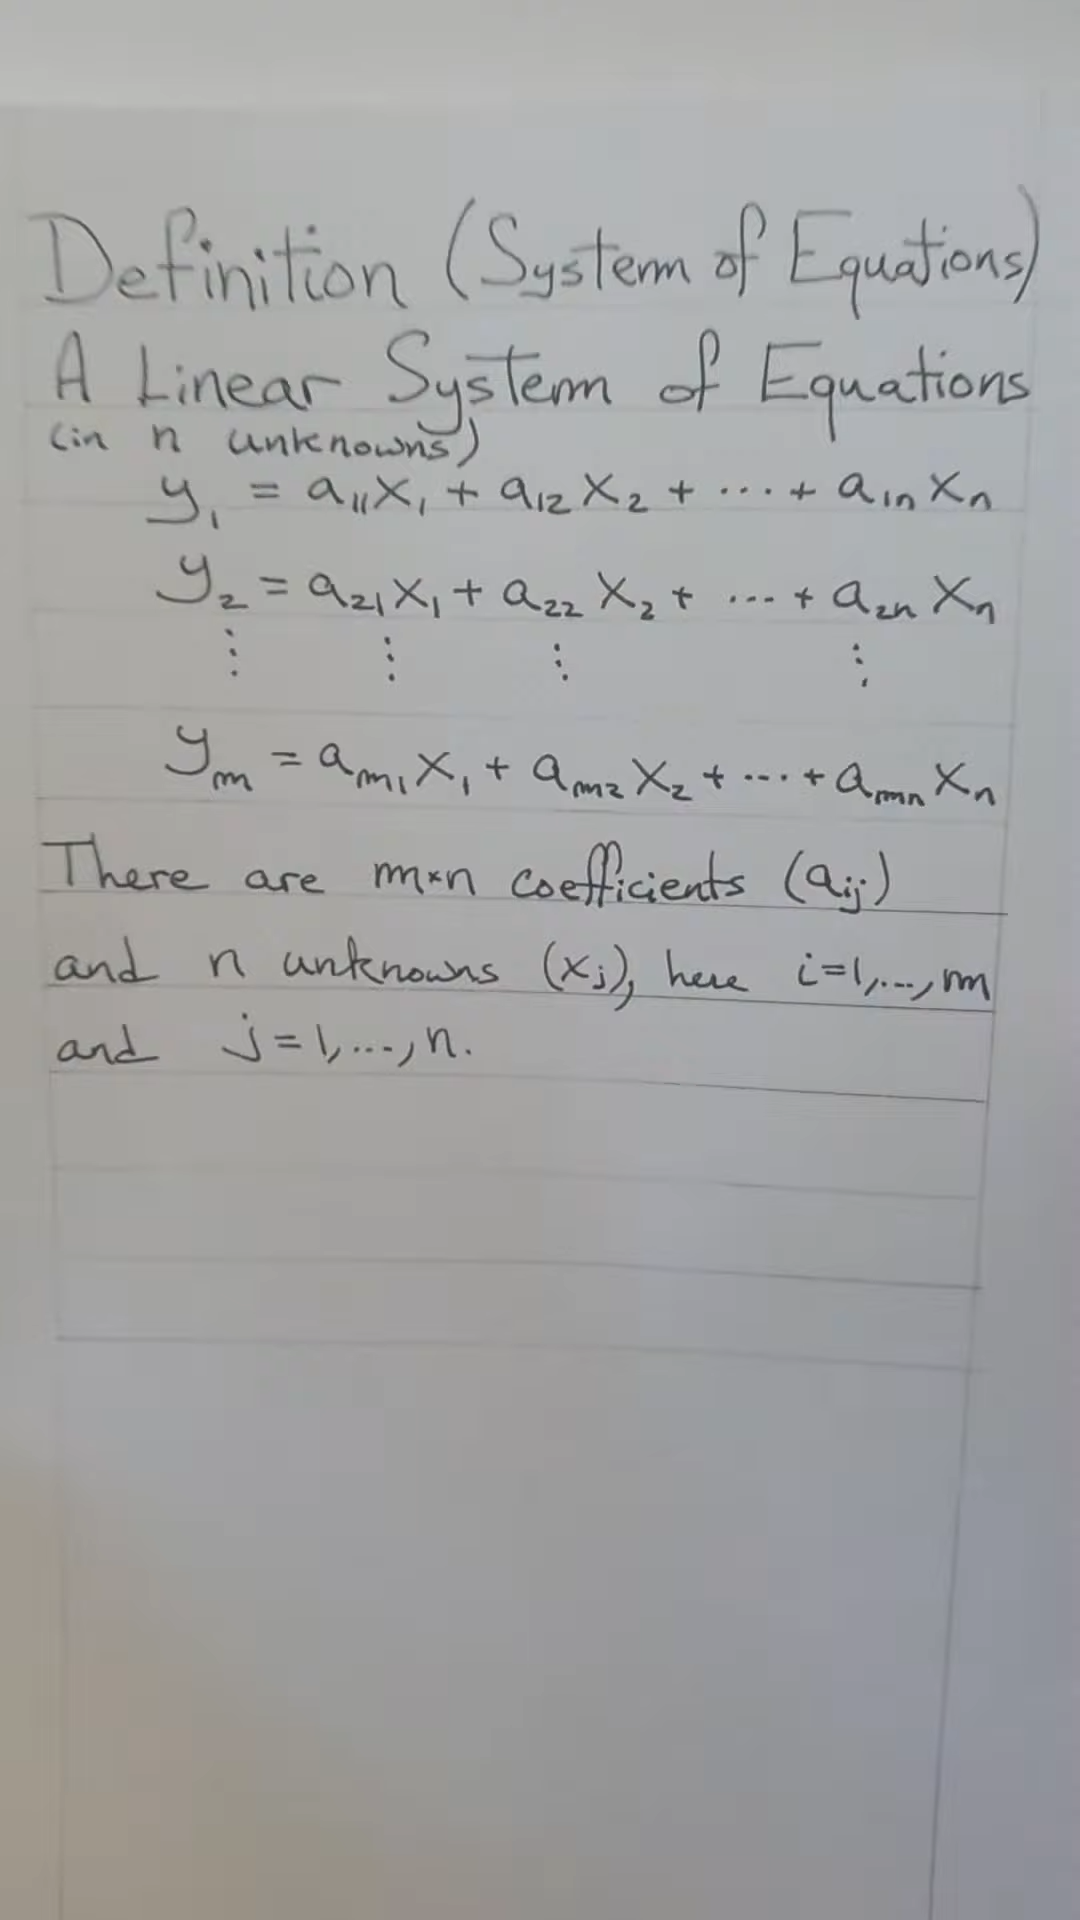 Definition (System of Equations)
A Linear System of Equations
(in n unknowns)
y₁ = a₁₁x₁ + a₁₂x₂ + ... + a₁ₙxₙ
y₂ = a₂₁x₁ + a₂₂x₂ + ... + a₂ₙxₙ
⋮ ⋮ ⋮ ⋮
yₘ = aₘ₁x₁ + aₘ₂x₂ + ... + aₘₙxₙ
There are m×n coefficients (aᵢⱼ)
and n unknowns (xⱼ), here i=1,...,m
and j=1,...,n.